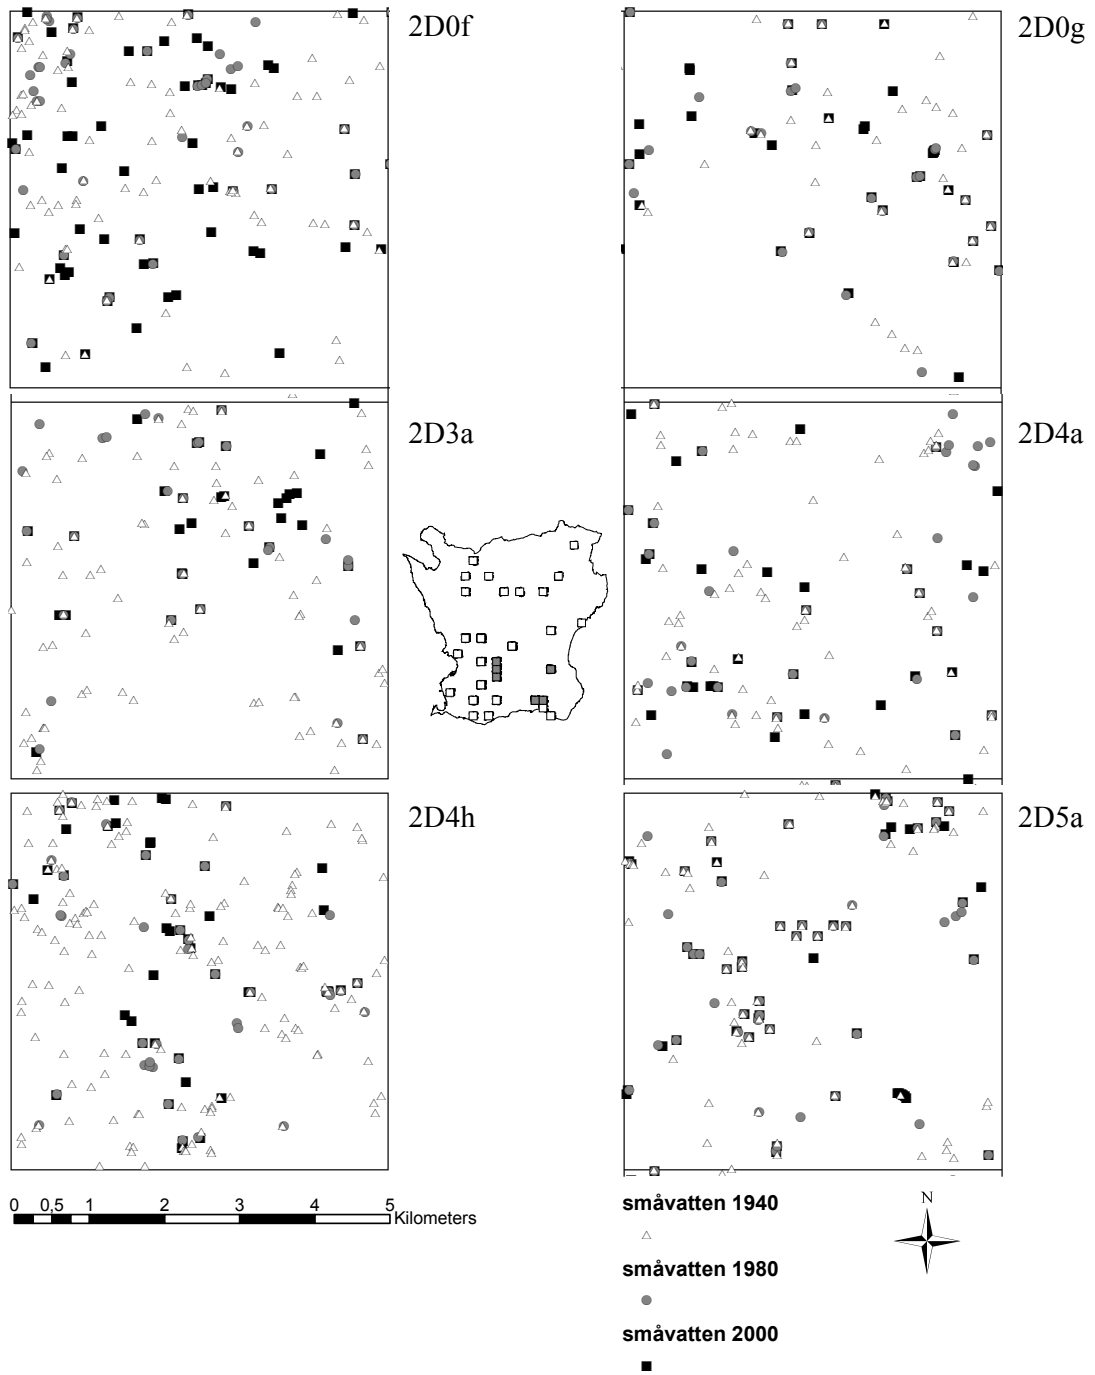 2D0f
2D0g
2D3a
2D4a
2D4h
2D5a
0 0,5 1 2 3 4 5
Kilometers
småvatten 1940
N
småvatten 1980
småvatten 2000